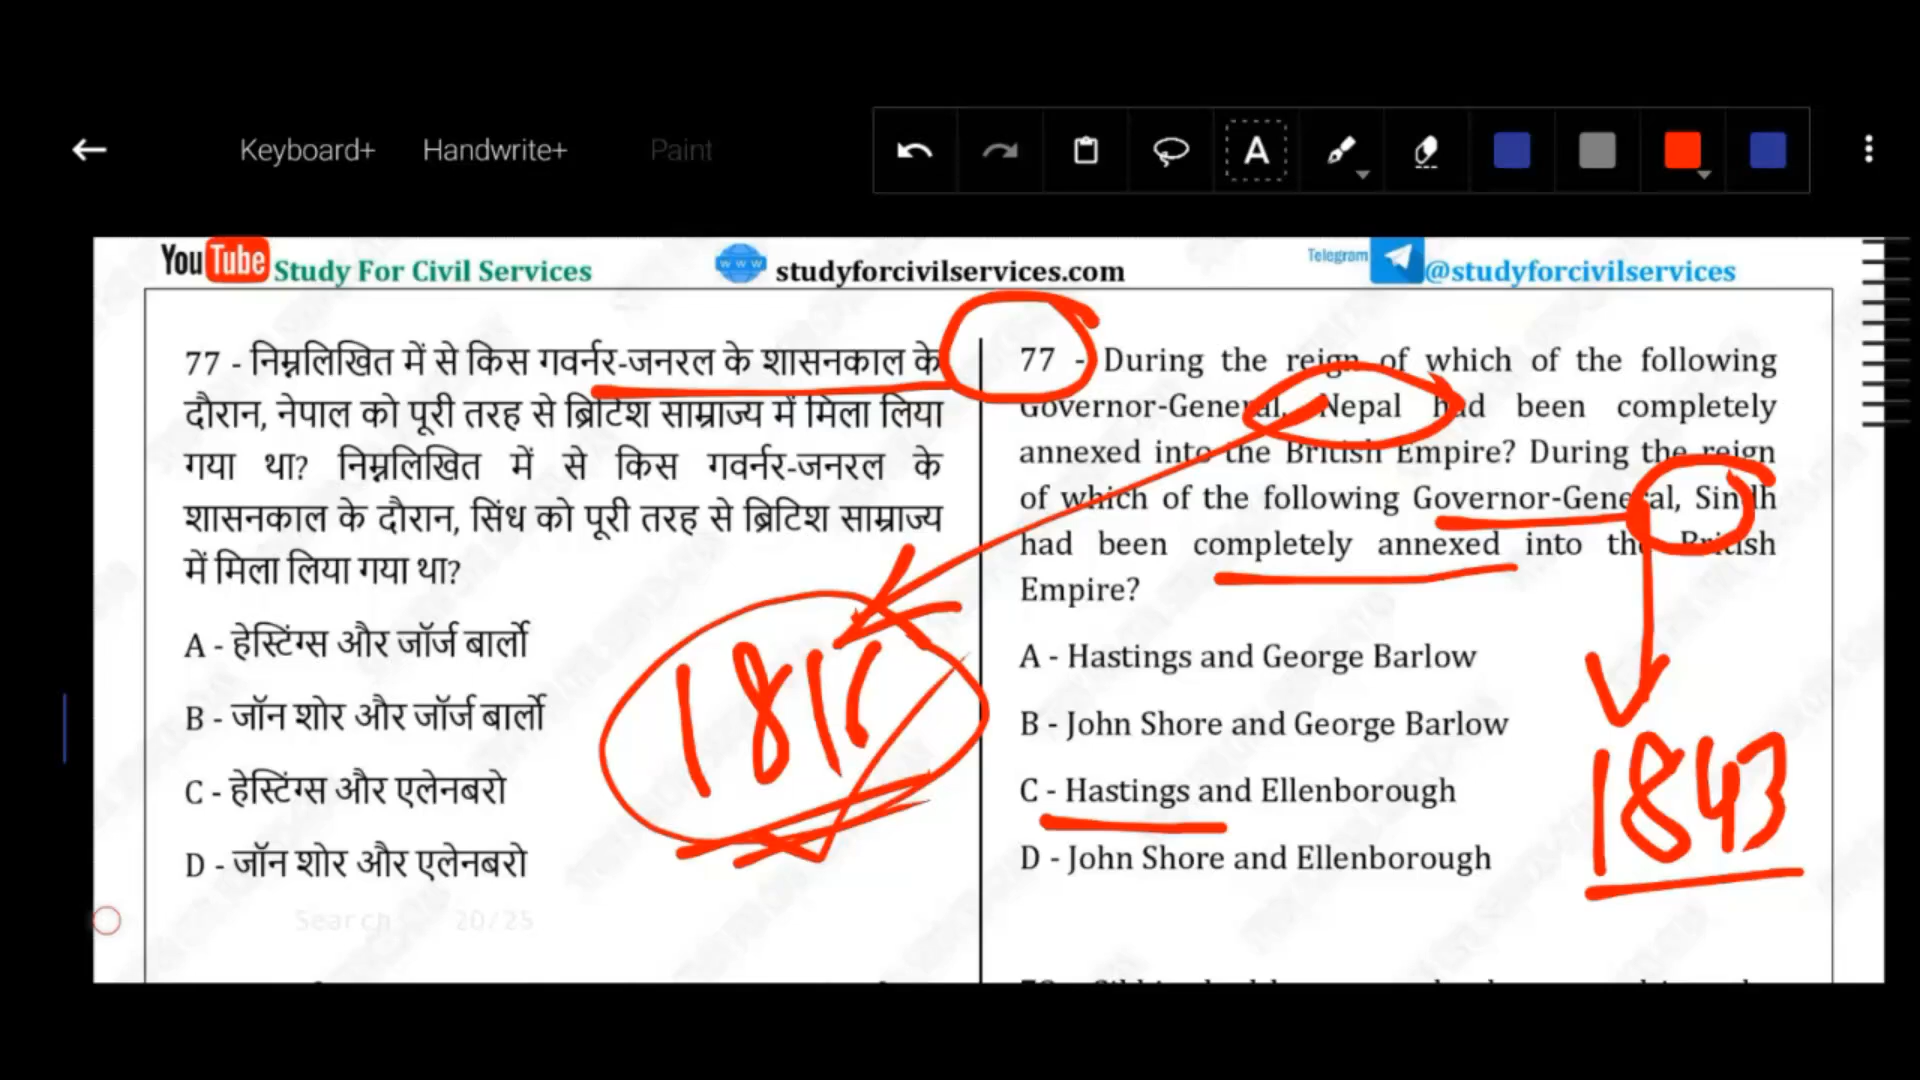 Keyboard+ Handwrite+ Paint A
YouTube Study For Civil Services www studyforcivilservices.com Telegram @studyforcivilservices
77 - निम्नलिखित में से किस गवर्नर-जनरल के शासनकाल के
दौरान, नेपाल को पूरी तरह से ब्रिटिश साम्राज्य में मिला लिया
गया था? निम्नलिखित में से किस गवर्नर-जनरल के
शासनकाल के दौरान, सिंध को पूरी तरह से ब्रिटिश साम्राज्य
में मिला लिया गया था?
A - हेस्टिंग्स और जॉर्ज बार्लो
B - जॉन शोर और जॉर्ज बार्लो
C - हेस्टिंग्स और एलेनबरो
D - जॉन शोर और एलेनबरो
Search 20/25
1816
77 - During the reign of which of the following
Governor-General, Nepal had been completely
annexed into the British Empire? During the reign
of which of the following Governor-General, Sindh
had been completely annexed into the British
Empire?
A - Hastings and George Barlow
B - John Shore and George Barlow
C - Hastings and Ellenborough
D - John Shore and Ellenborough
1843